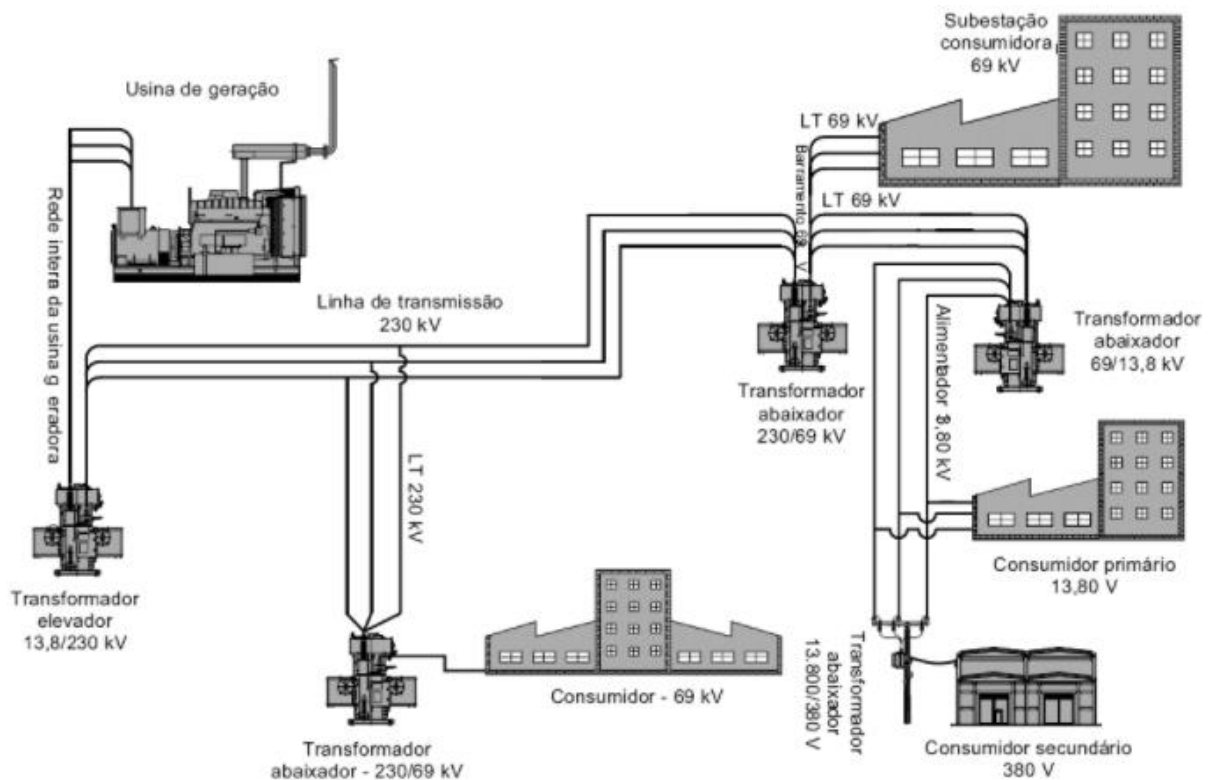 Usina de geração
Subestação
consumidora
69 kV
LT 69 kV
Barramento 69 V
LT 69 kV
Rede intera da usina g eradora
Linha de transmissão
230 kV
Transformador
abaixador
230/69 kV
Alimentador 3,80 kV
Transformador
abaixador
69/13,8 kV
LT 230 kV
Transformador
elevador
13,8/230 kV
Consumidor primário
13,80 V
Consumidor - 69 kV
Transformador
abaixador
13.800/380 V
Transformador
abaixador - 230/69 kV
Consumidor secundário
380 V